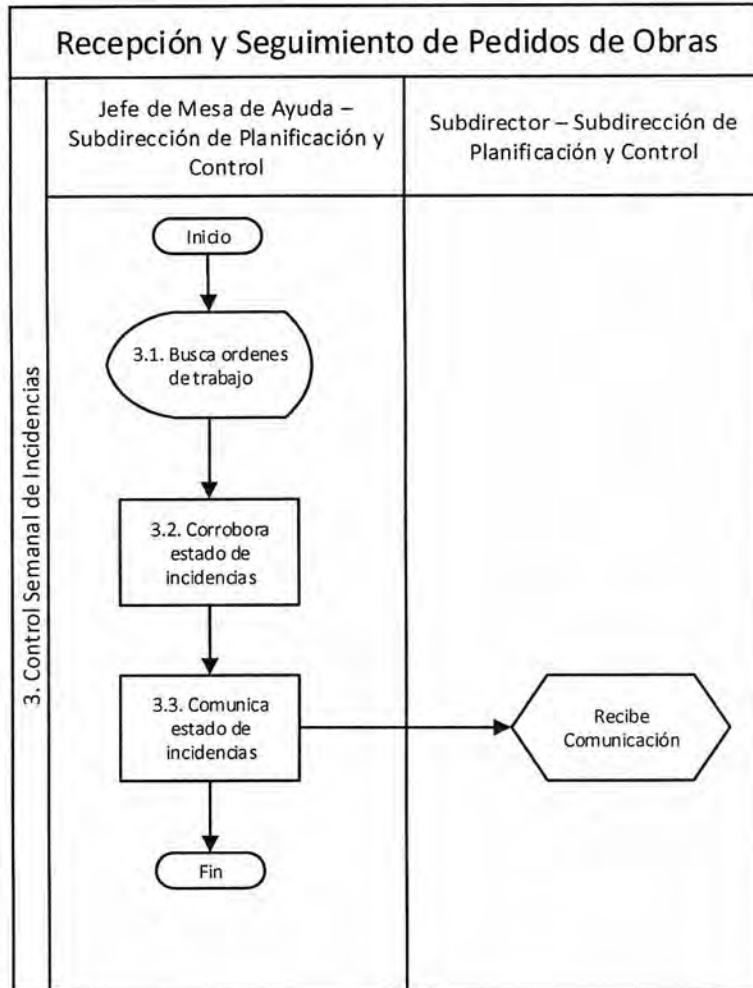 Recepción y Seguimiento de Pedidos de Obras
Jefe de Mesa de Ayuda –
Subdirección de Planificación y
Control
Subdirector – Subdirección de
Planificación y Control
3. Control Semanal de Incidencias
Inicio
3.1. Busca ordenes
de trabajo
3.2. Corrobora
estado de
incidencias
3.3. Comunica
estado de
incidencias
Recibe
Comunicación
Fin